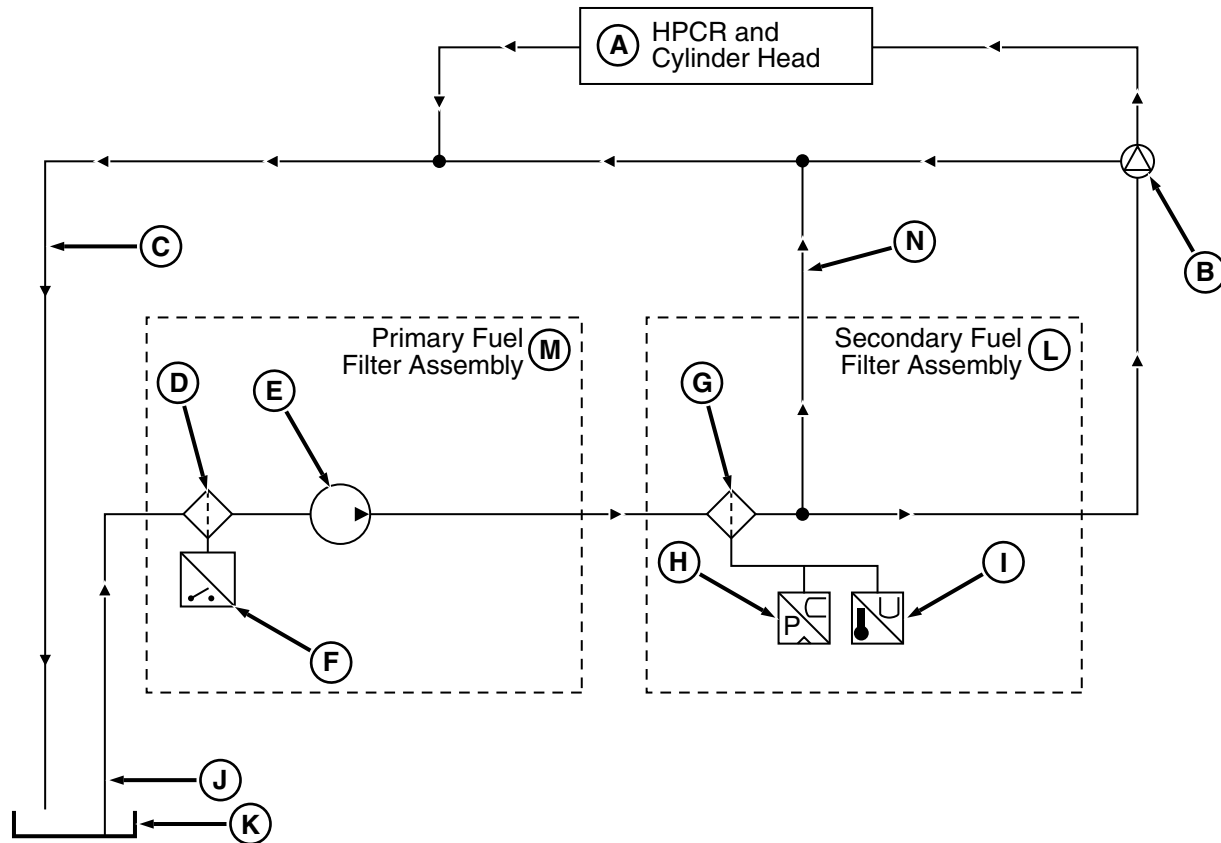 A
HPCR and
Cylinder Head
C
N
B
Primary Fuel
Filter Assembly
M
Secondary Fuel
Filter Assembly
L
D
E
G
H
P
I
F
J
K